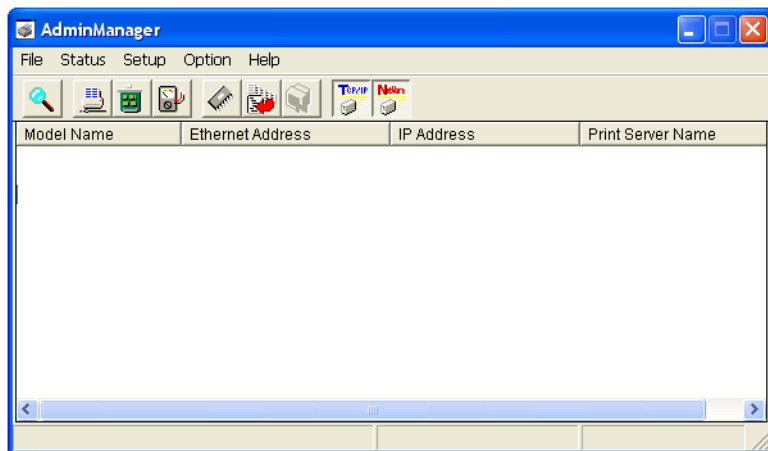 AdminManager
File Status Setup Option Help
TCP/IP NetWare
Model Name Ethernet Address IP Address Print Server Name